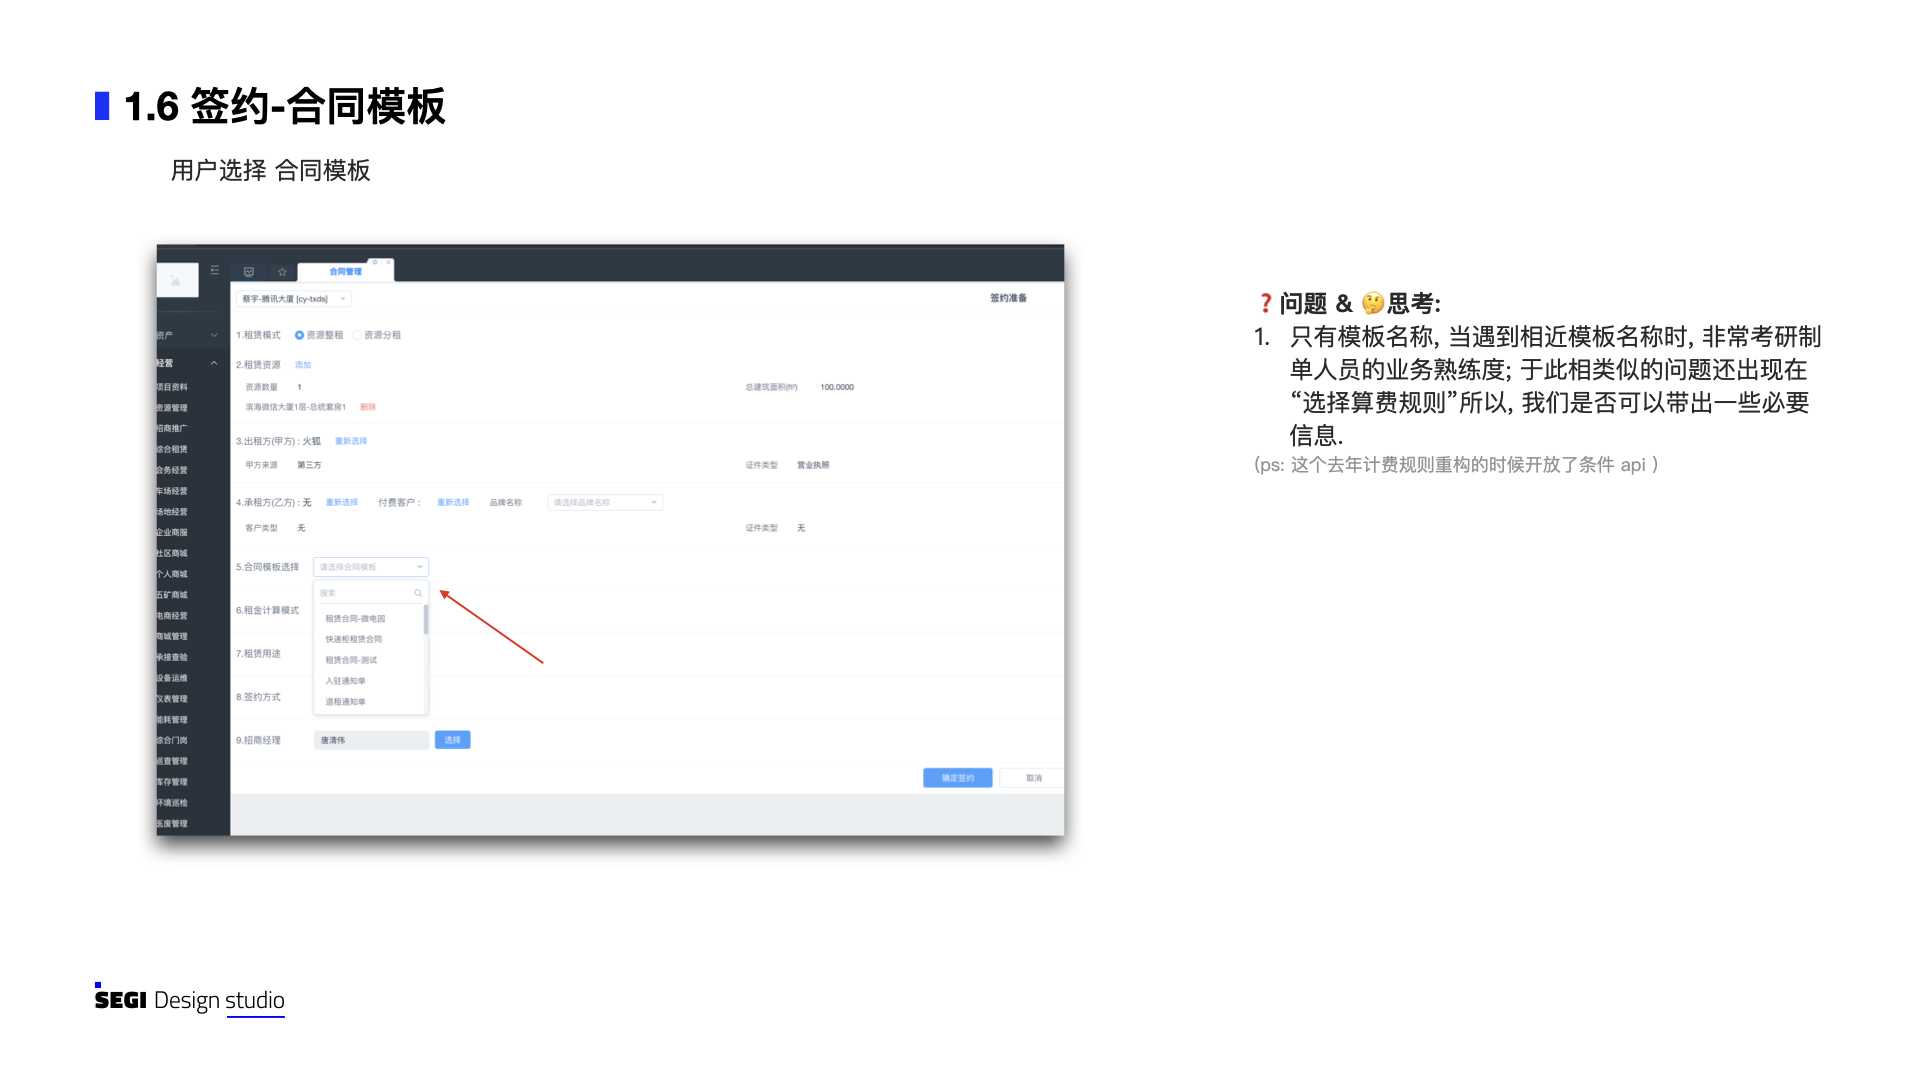 1.6 签约-合同模板
用户选择 合同模板
合同管理
蔡宇-腾讯大厦 [cy-txds]
签约准备
资产
经营
项目资料
资源管理
招商推广
综合租赁
会务经营
车场经营
场地经营
企业商服
社区商城
个人商城
五矿商城
电商经营
商城管理
承接查验
设备运维
仪表管理
能耗管理
综合门岗
巡查管理
库存管理
环境巡检
医废管理
1.租赁模式 资源整租 资源分租
2.租赁资源 添加
资源数量 1 总建筑面积(m²) 100.0000
滨海微信大厦1层-总统套房1 删除
3.出租方(甲方) : 火狐 重新选择
甲方来源 第三方 证件类型 营业执照
4.承租方(乙方) : 无 重新选择 付费客户 : 重新选择 品牌名称 请选择品牌名称
客户类型 无 证件类型 无
5.合同模板选择 请选择合同模板
搜索
租赁合同-微电园
快递柜租赁合同
租赁合同-测试
入驻通知单
退租通知单
6.租金计算模式
7.租赁用途
8.签约方式
9.招商经理 唐清伟 选择
确定签约 取消
❓问题 & 🤔思考:
1. 只有模板名称, 当遇到相近模板名称时, 非常考研制
单人员的业务熟练度; 于此相类似的问题还出现在
“选择算费规则”所以, 我们是否可以带出一些必要
信息.
(ps: 这个去年计费规则重构的时候开放了条件 api )
SEGI Design studio